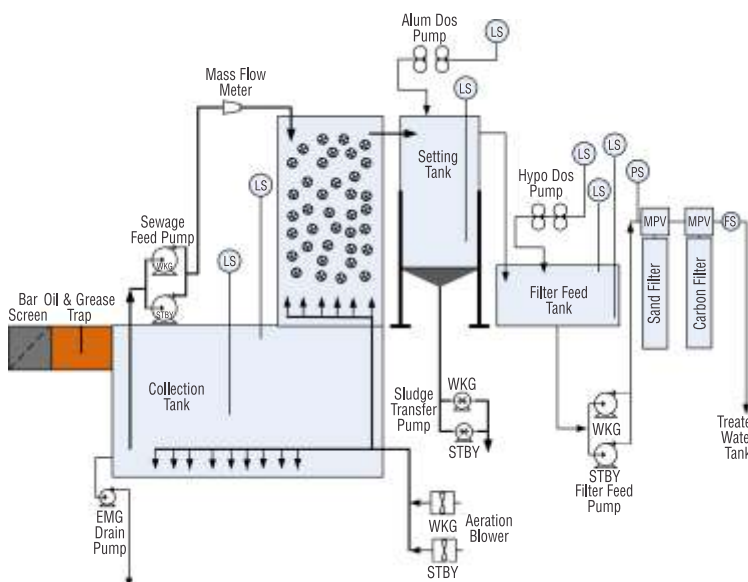 Alum Dos
Pump
LS
Mass Flow
Meter
LS
Setting
Tank
Hypo Dos
Pump
LS
LS
LS
PS
MPV
MPV
FS
Sand Filter
Carbon Filter
LS
Sewage
Feed Pump
WKG
STBY
LS
Bar
Screen
Oil & Grease
Trap
Collection
Tank
Filter Feed
Tank
Sludge
Transfer
Pump
WKG
STBY
WKG
STBY
Filter Feed
Pump
Treate
Water
Tank
EMG
Drain
Pump
WKG
STBY
Aeration
Blower